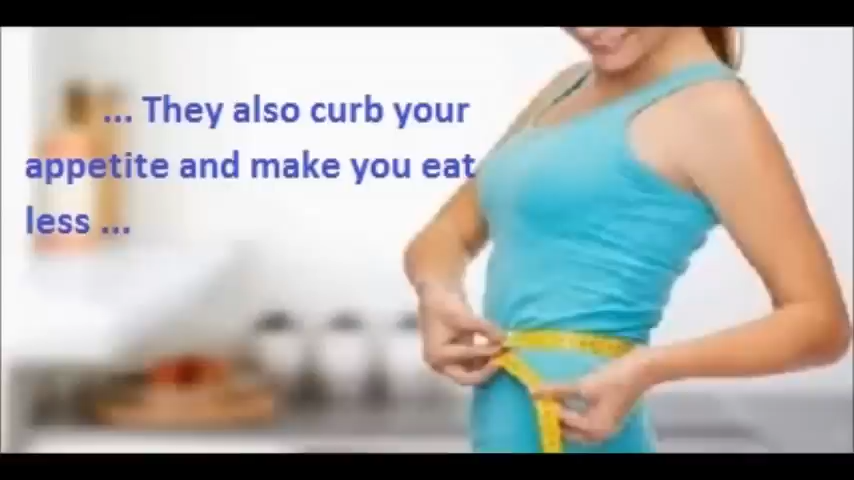 ... They also curb your
appetite and make you eat
less ...